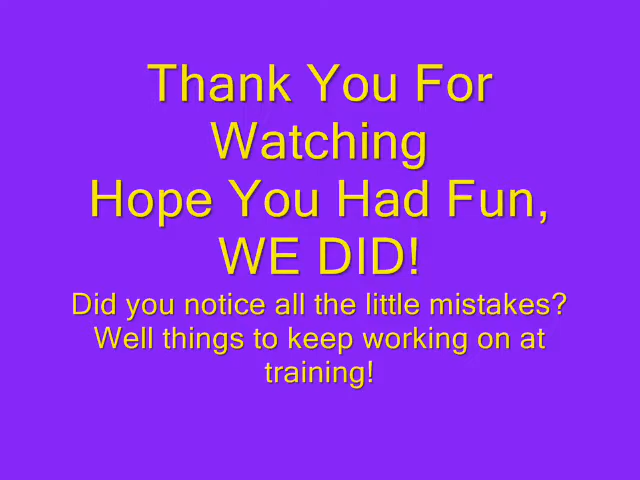 Thank You For
Watching
Hope You Had Fun,
WE DID!
Did you notice all the little mistakes?
Well things to keep working on at
training!